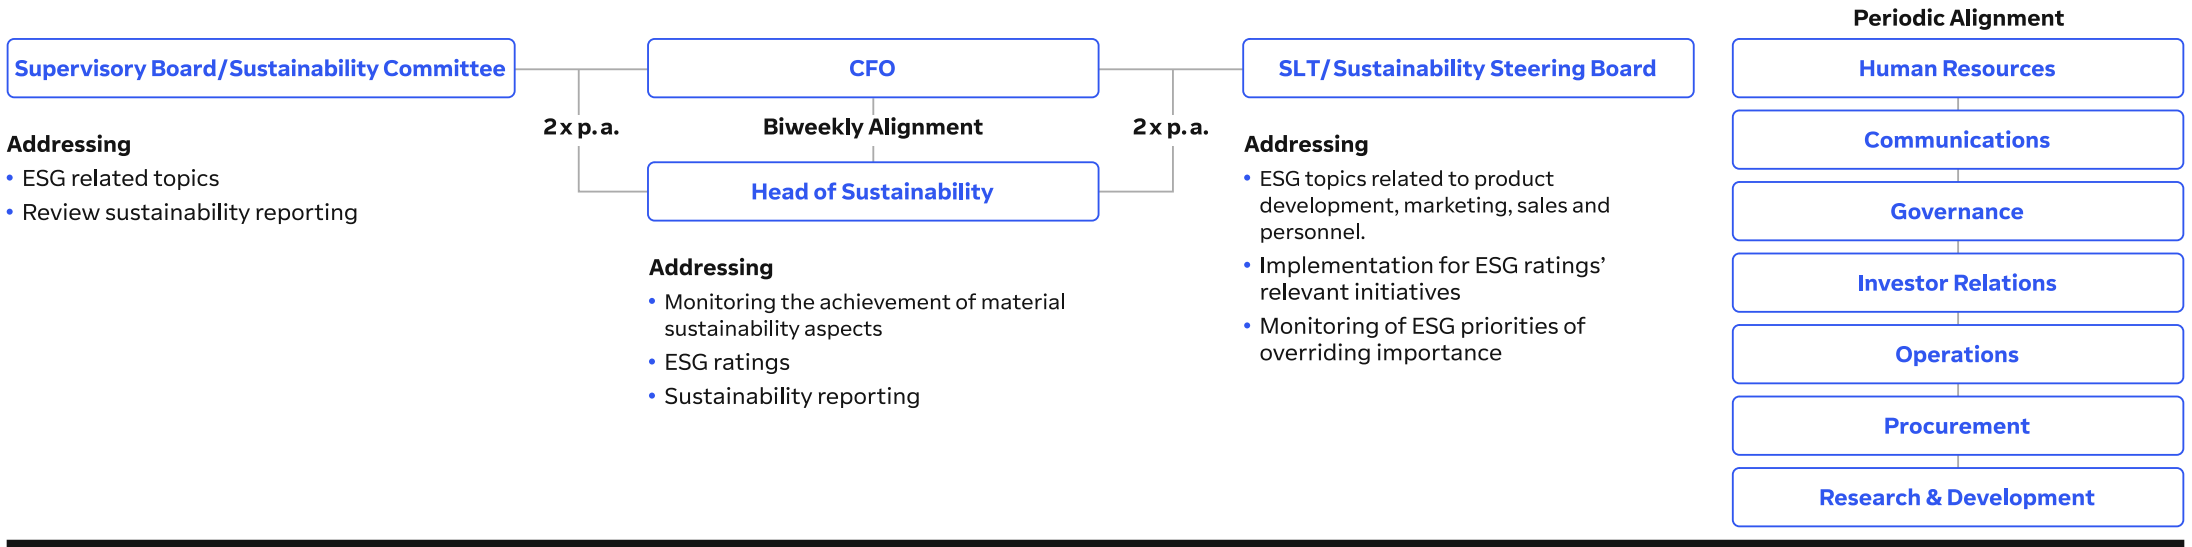 Supervisory Board/Sustainability Committee
Addressing
• ESG related topics
• Review sustainability reporting
2x p.a.
CFO
Biweekly Alignment
Head of Sustainability
Addressing
• Monitoring the achievement of material
sustainability aspects
• ESG ratings
• Sustainability reporting
2x p.a.
SLT/Sustainability Steering Board
Addressing
• ESG topics related to product
development, marketing, sales and
personnel.
• Implementation for ESG ratings’
relevant initiatives
• Monitoring of ESG priorities of
overriding importance
Periodic Alignment
Human Resources
Communications
Governance
Investor Relations
Operations
Procurement
Research & Development